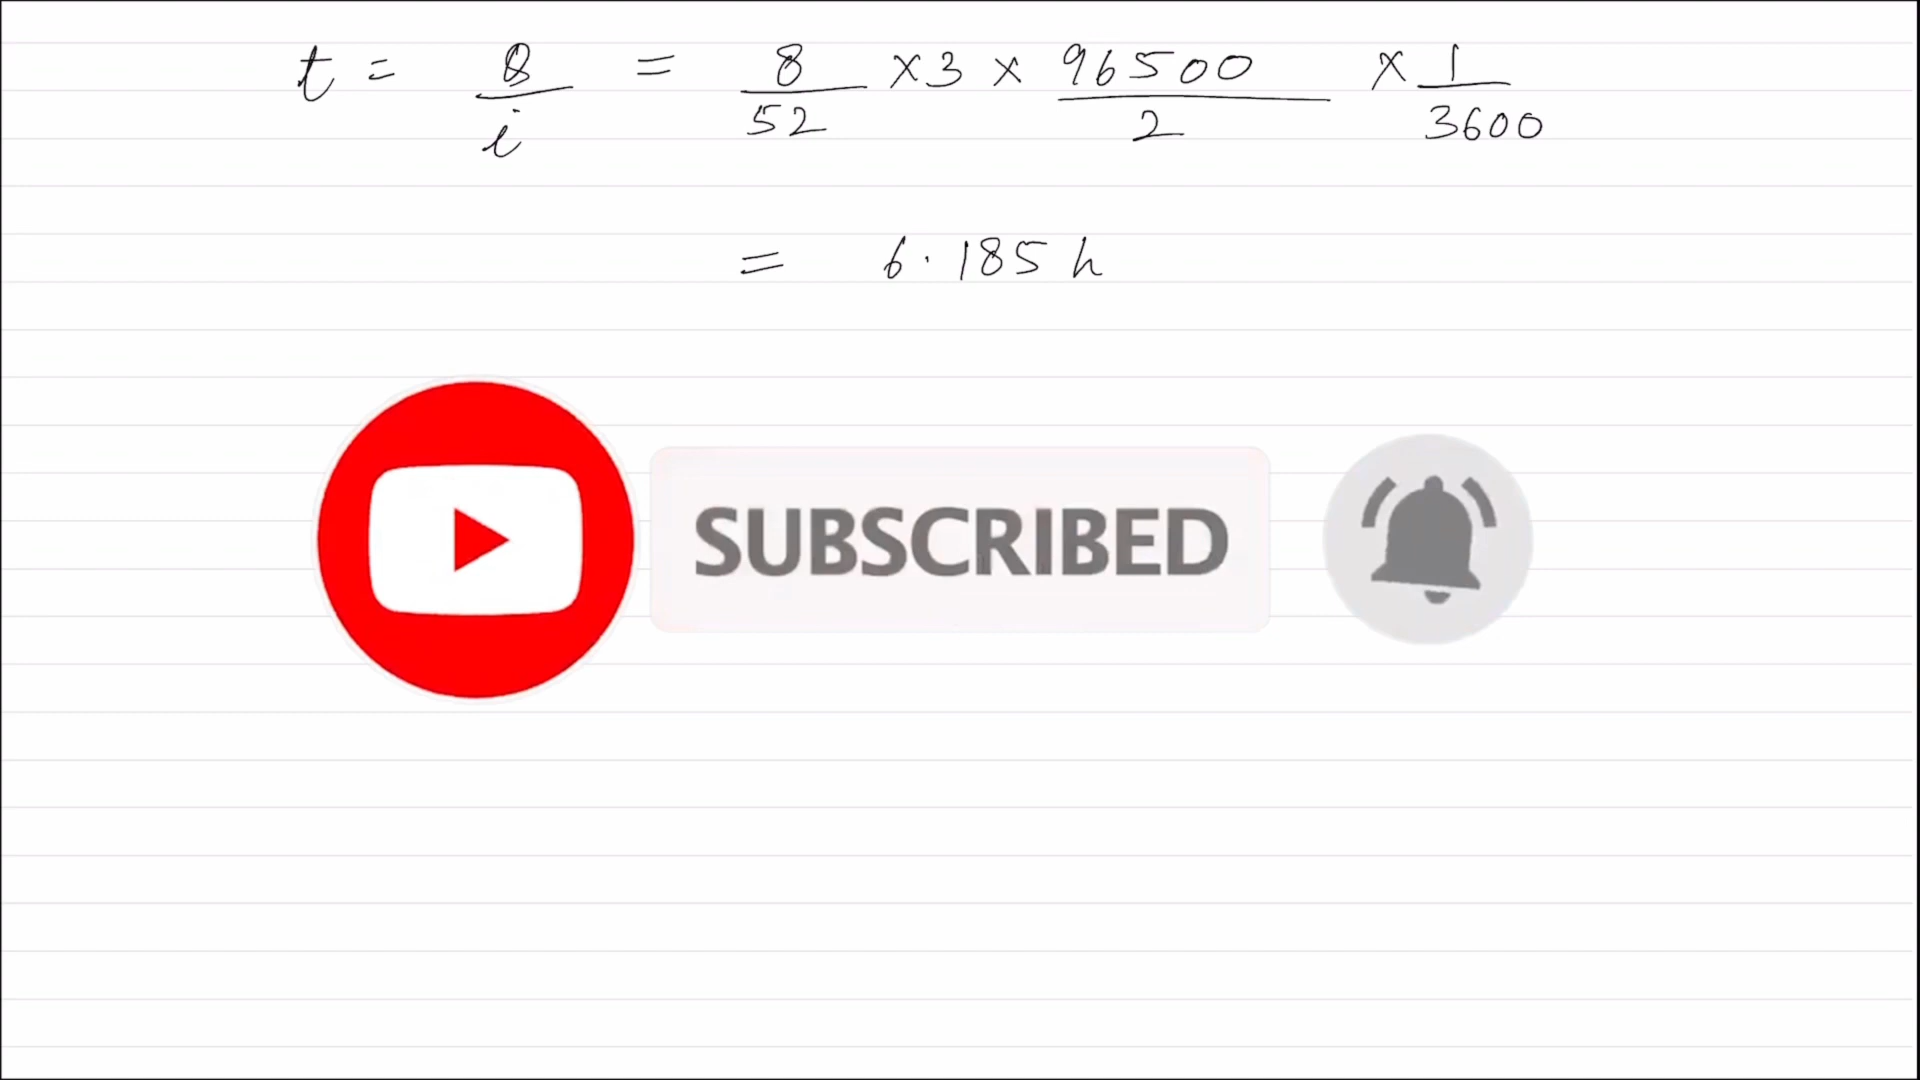 t = Q/i = 8/52 × 3 × 96500/2 × 1/3600
= 6.185 h
SUBSCRIBED